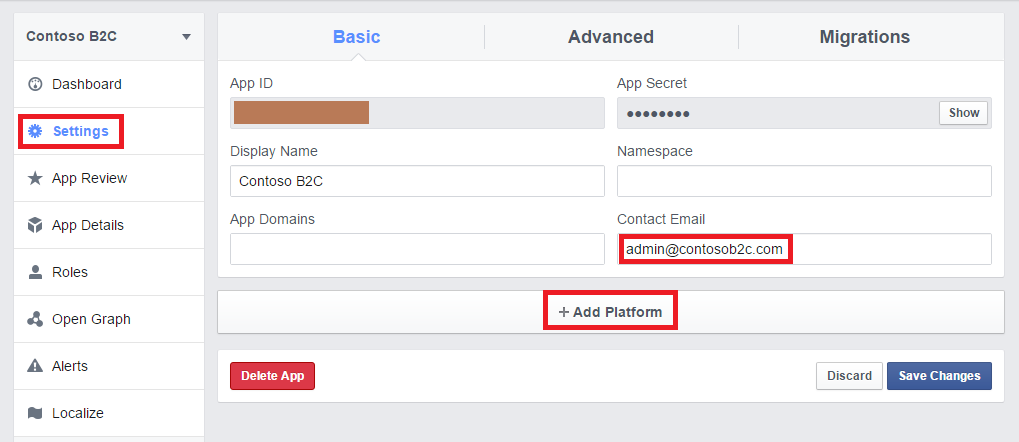 Contoso B2C
Dashboard
Settings
App Review
App Details
Roles
Open Graph
Alerts
Localize
Basic Advanced Migrations
App ID App Secret
•••••••• Show
Display Name Namespace
Contoso B2C
App Domains Contact Email
admin@contosob2c.com
+ Add Platform
Delete App Discard Save Changes